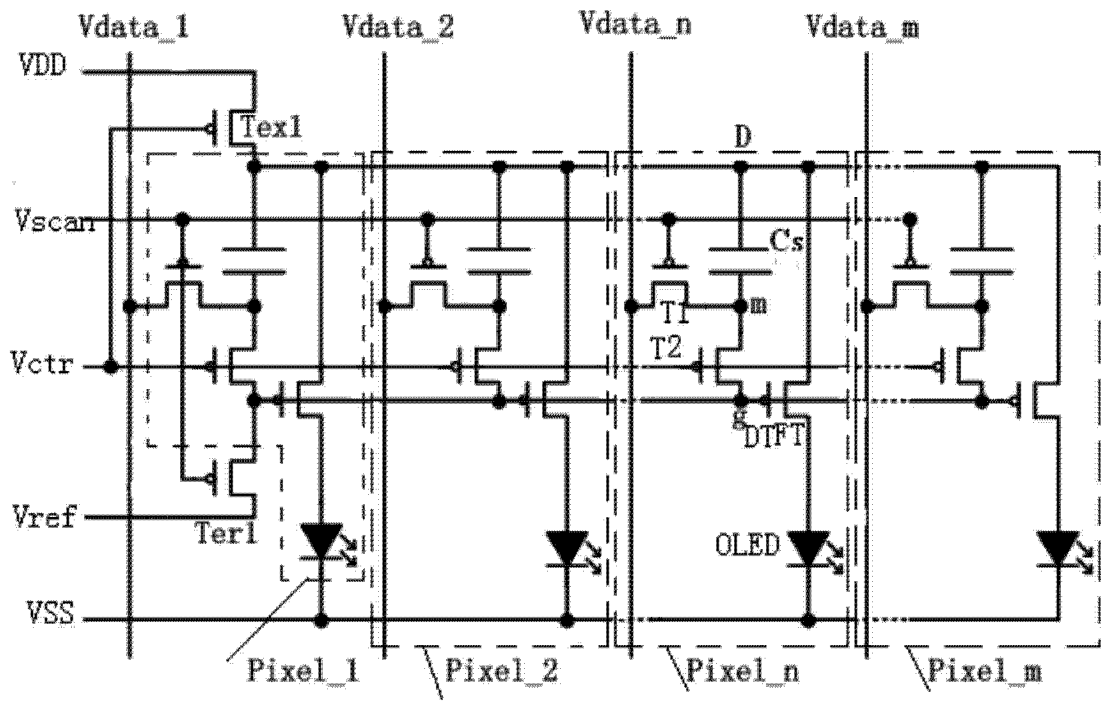 Vdata_1
Vdata_2
Vdata_n
Vdata_m
VDD
Tex1
D
Vscan
Cs
T1
m
Vctr
T2
g
DTFT
Vref
Ter1
OLED
VSS
Pixel_1
Pixel_2
Pixel_n
Pixel_m